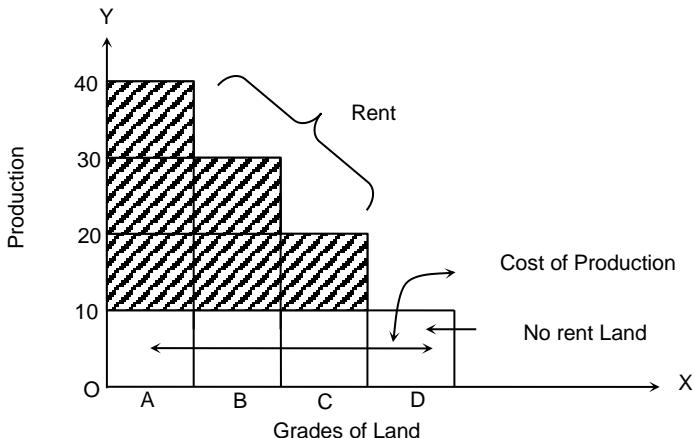 Y
40
Rent
30
Production
20
Cost of Production
10
No rent Land
O
X
A B C D
Grades of Land